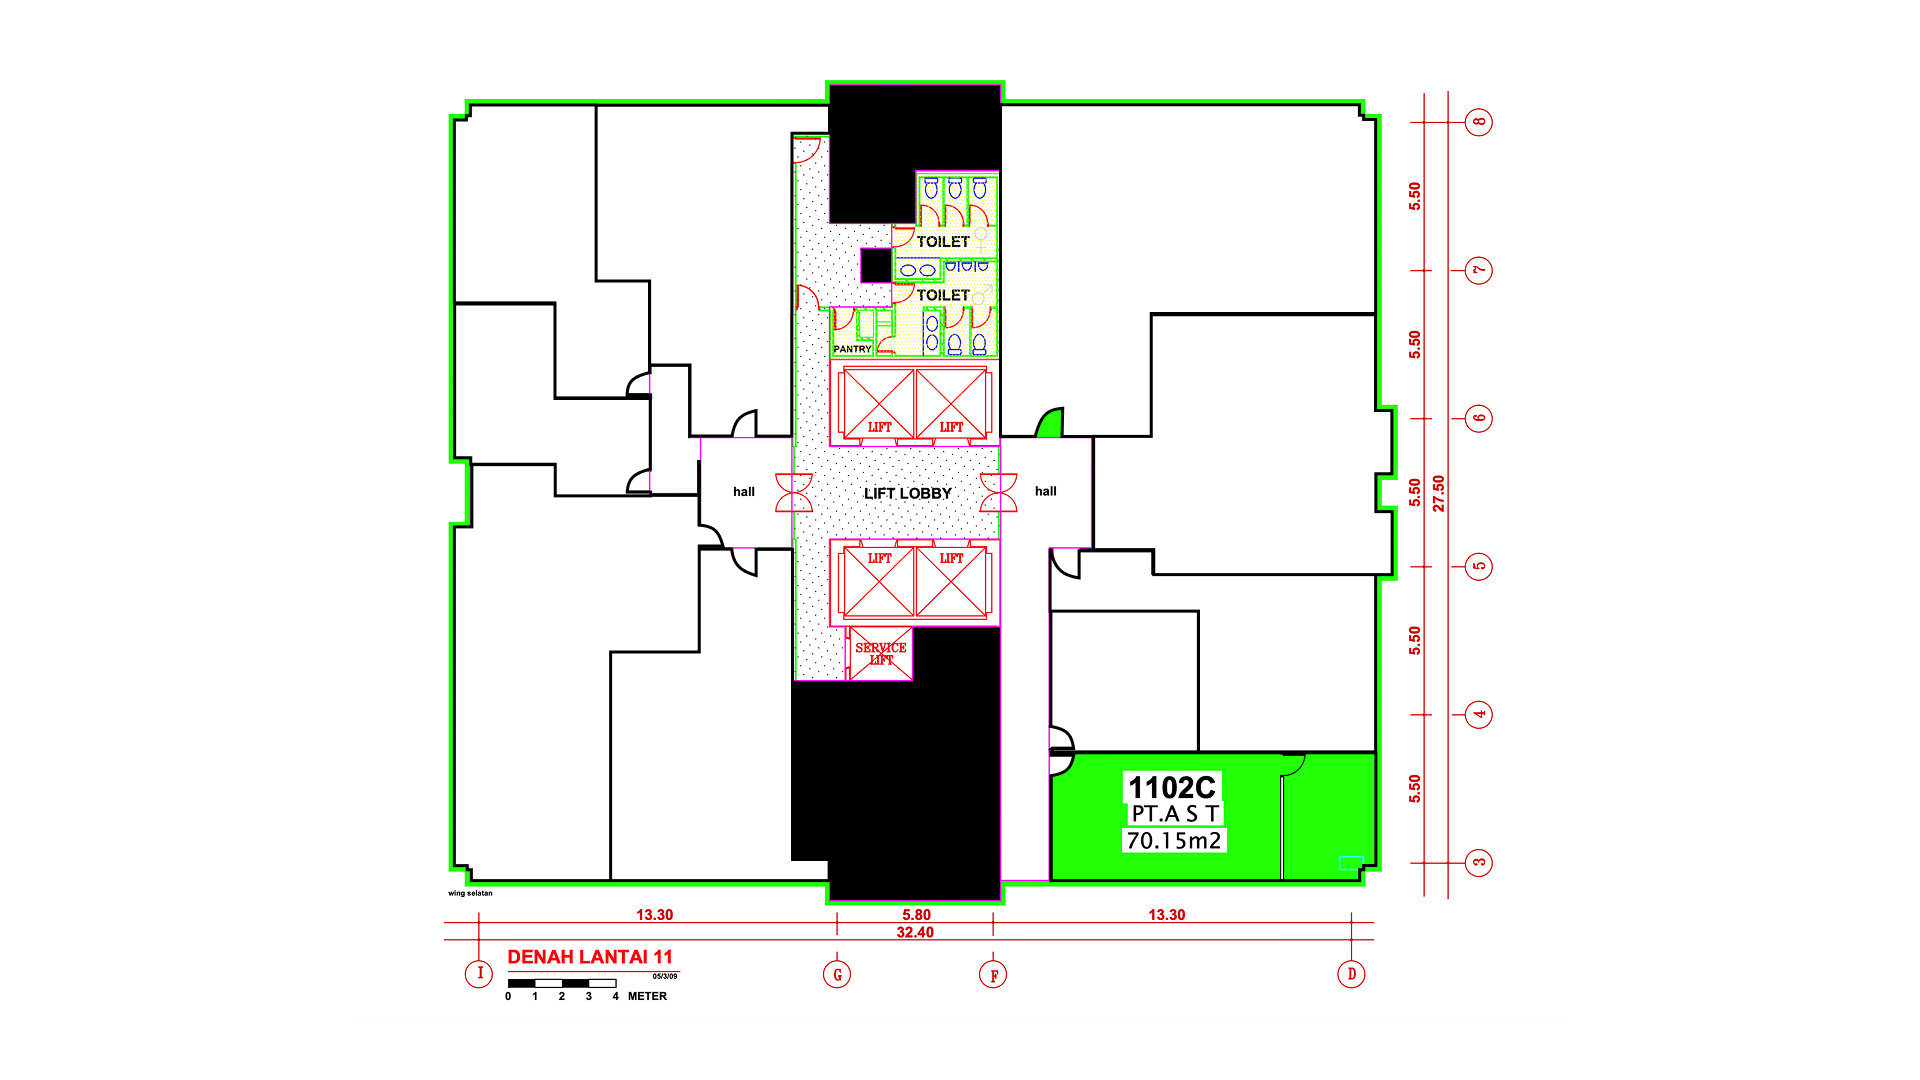 8
5.50
TOILET
7
TOILET
5.50
PANTRY
LIFT
LIFT
6
hall
LIFT LOBBY
hall
5.50
27.50
LIFT
LIFT
5
SERVICE
LIFT
5.50
4
1102C
PT.A S T
70.15m2
5.50
3
wing selatan
13.30
5.80
13.30
32.40
DENAH LANTAI 11
05/3/09
I
G
F
D
0 1 2 3 4 METER